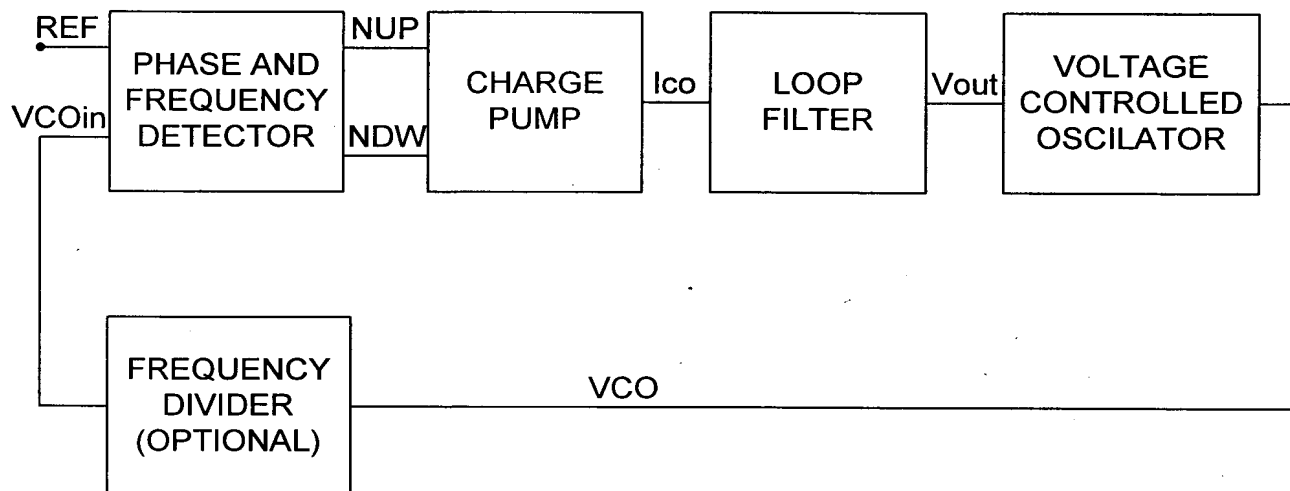 REF
VCOin
PHASE AND
FREQUENCY
DETECTOR
NUP
NDW
CHARGE
PUMP
Ico
LOOP
FILTER
Vout
VOLTAGE
CONTROLLED
OSCILATOR
FREQUENCY
DIVIDER
(OPTIONAL)
VCO